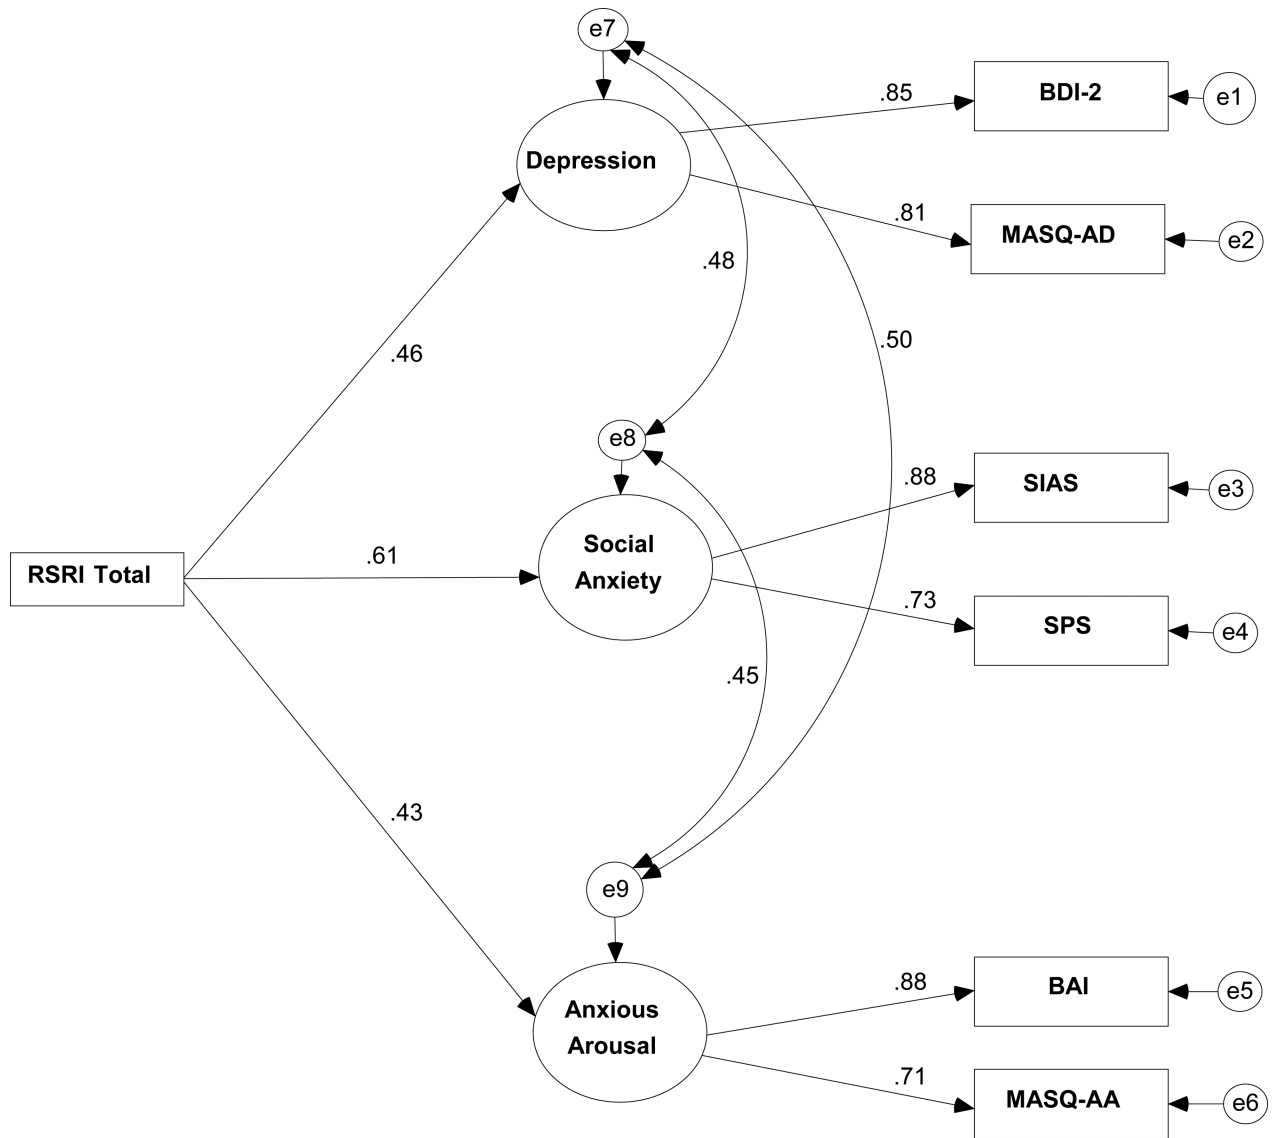 e7
.85
BDI-2
e1
Depression
.81
MASQ-AD
e2
.48
.46
.50
e8
.88
SIAS
e3
Social
Anxiety
.61
RSRI Total
.73
SPS
e4
.45
.43
e9
.88
BAI
e5
Anxious
Arousal
.71
MASQ-AA
e6